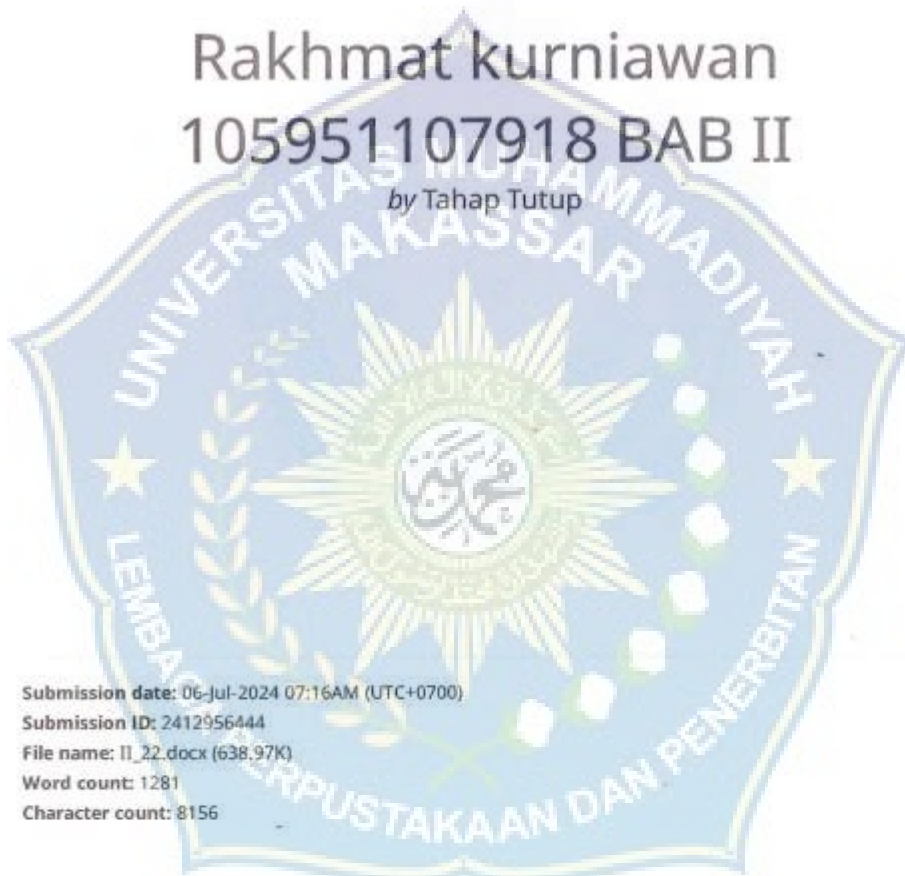 Rakhmat kurniawan
105951107918 BAB II
by Tahap Tutup
UNIVERSITAS MUHAMMADIYAH
MAKASSAR
LEMBAGA PERPUSTAKAAN DAN PENERBITAN
Submission date: 06-Jul-2024 07:16AM (UTC+0700)
Submission ID: 2412956444
File name: II_22.docx (638.97K)
Word count: 1281
Character count: 8156